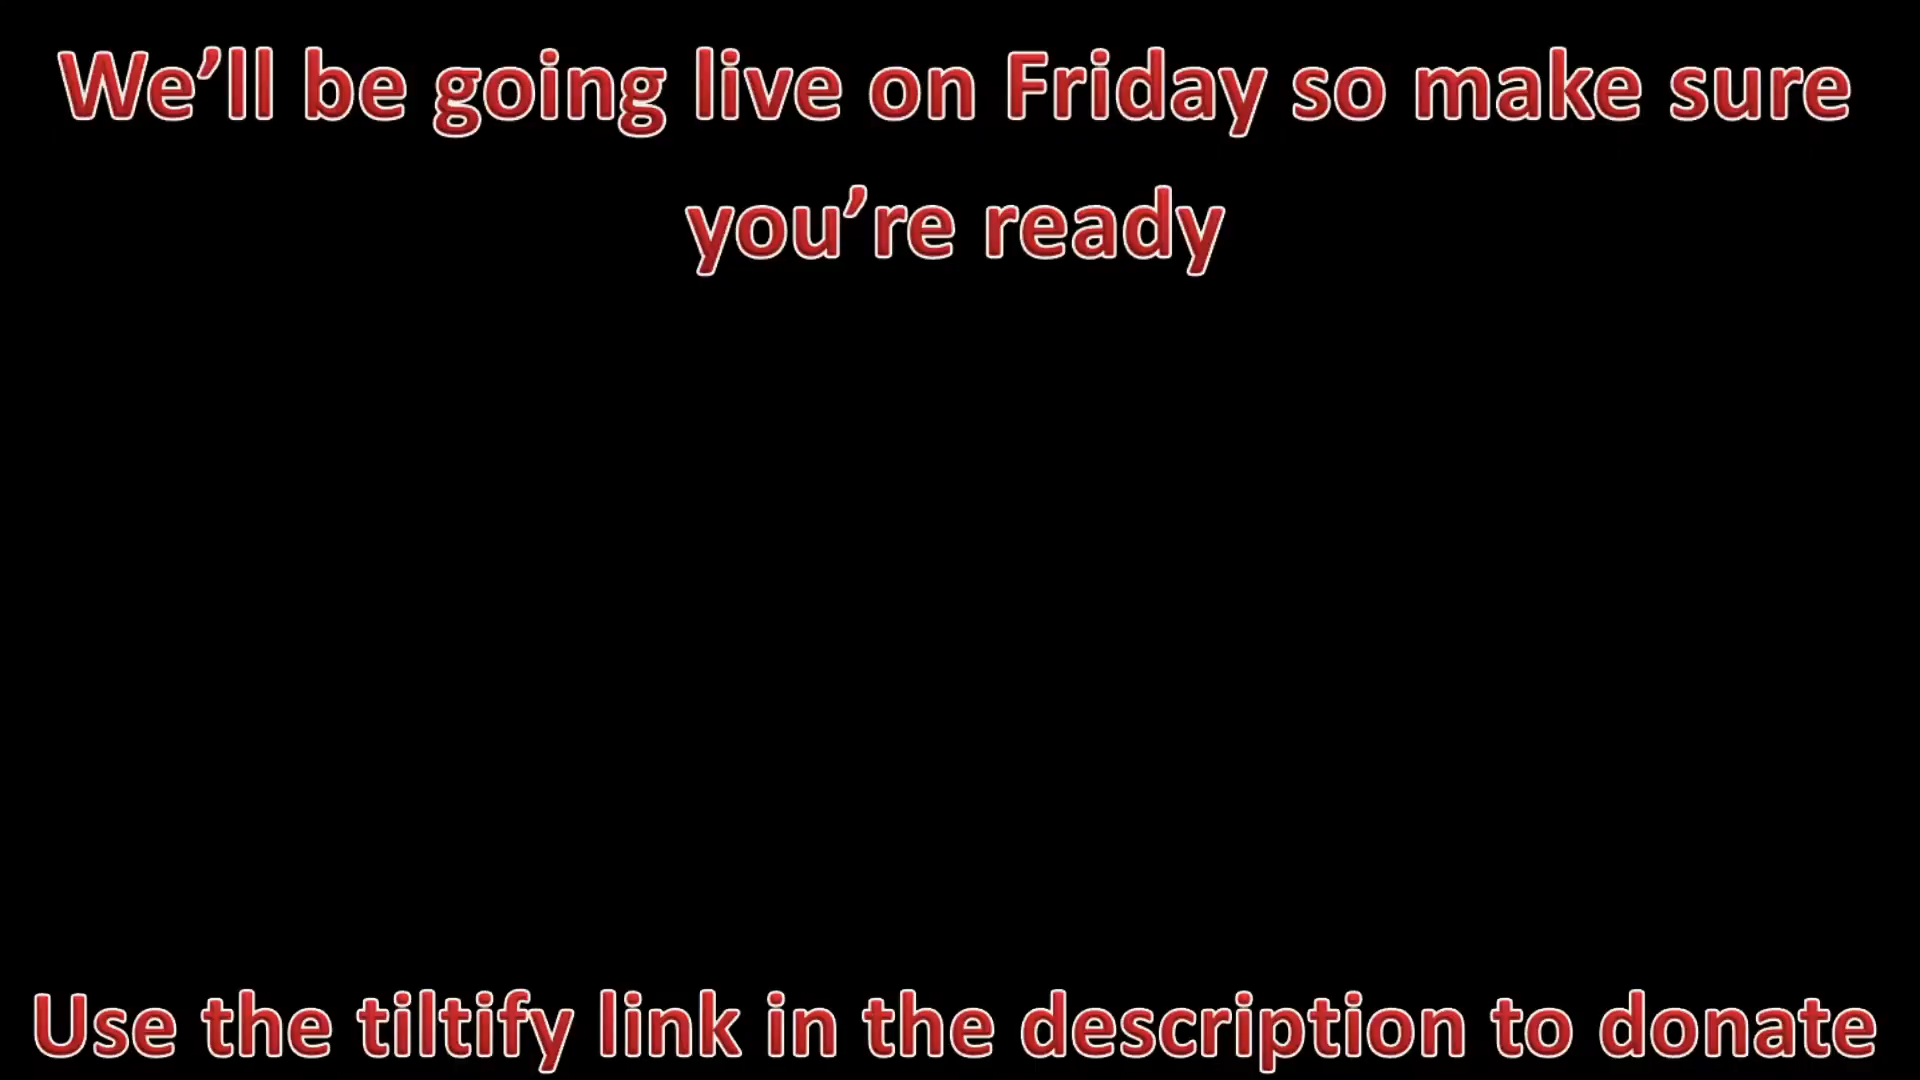 We’ll be going live on Friday so make sure
you’re ready
Use the tiltify link in the description to donate